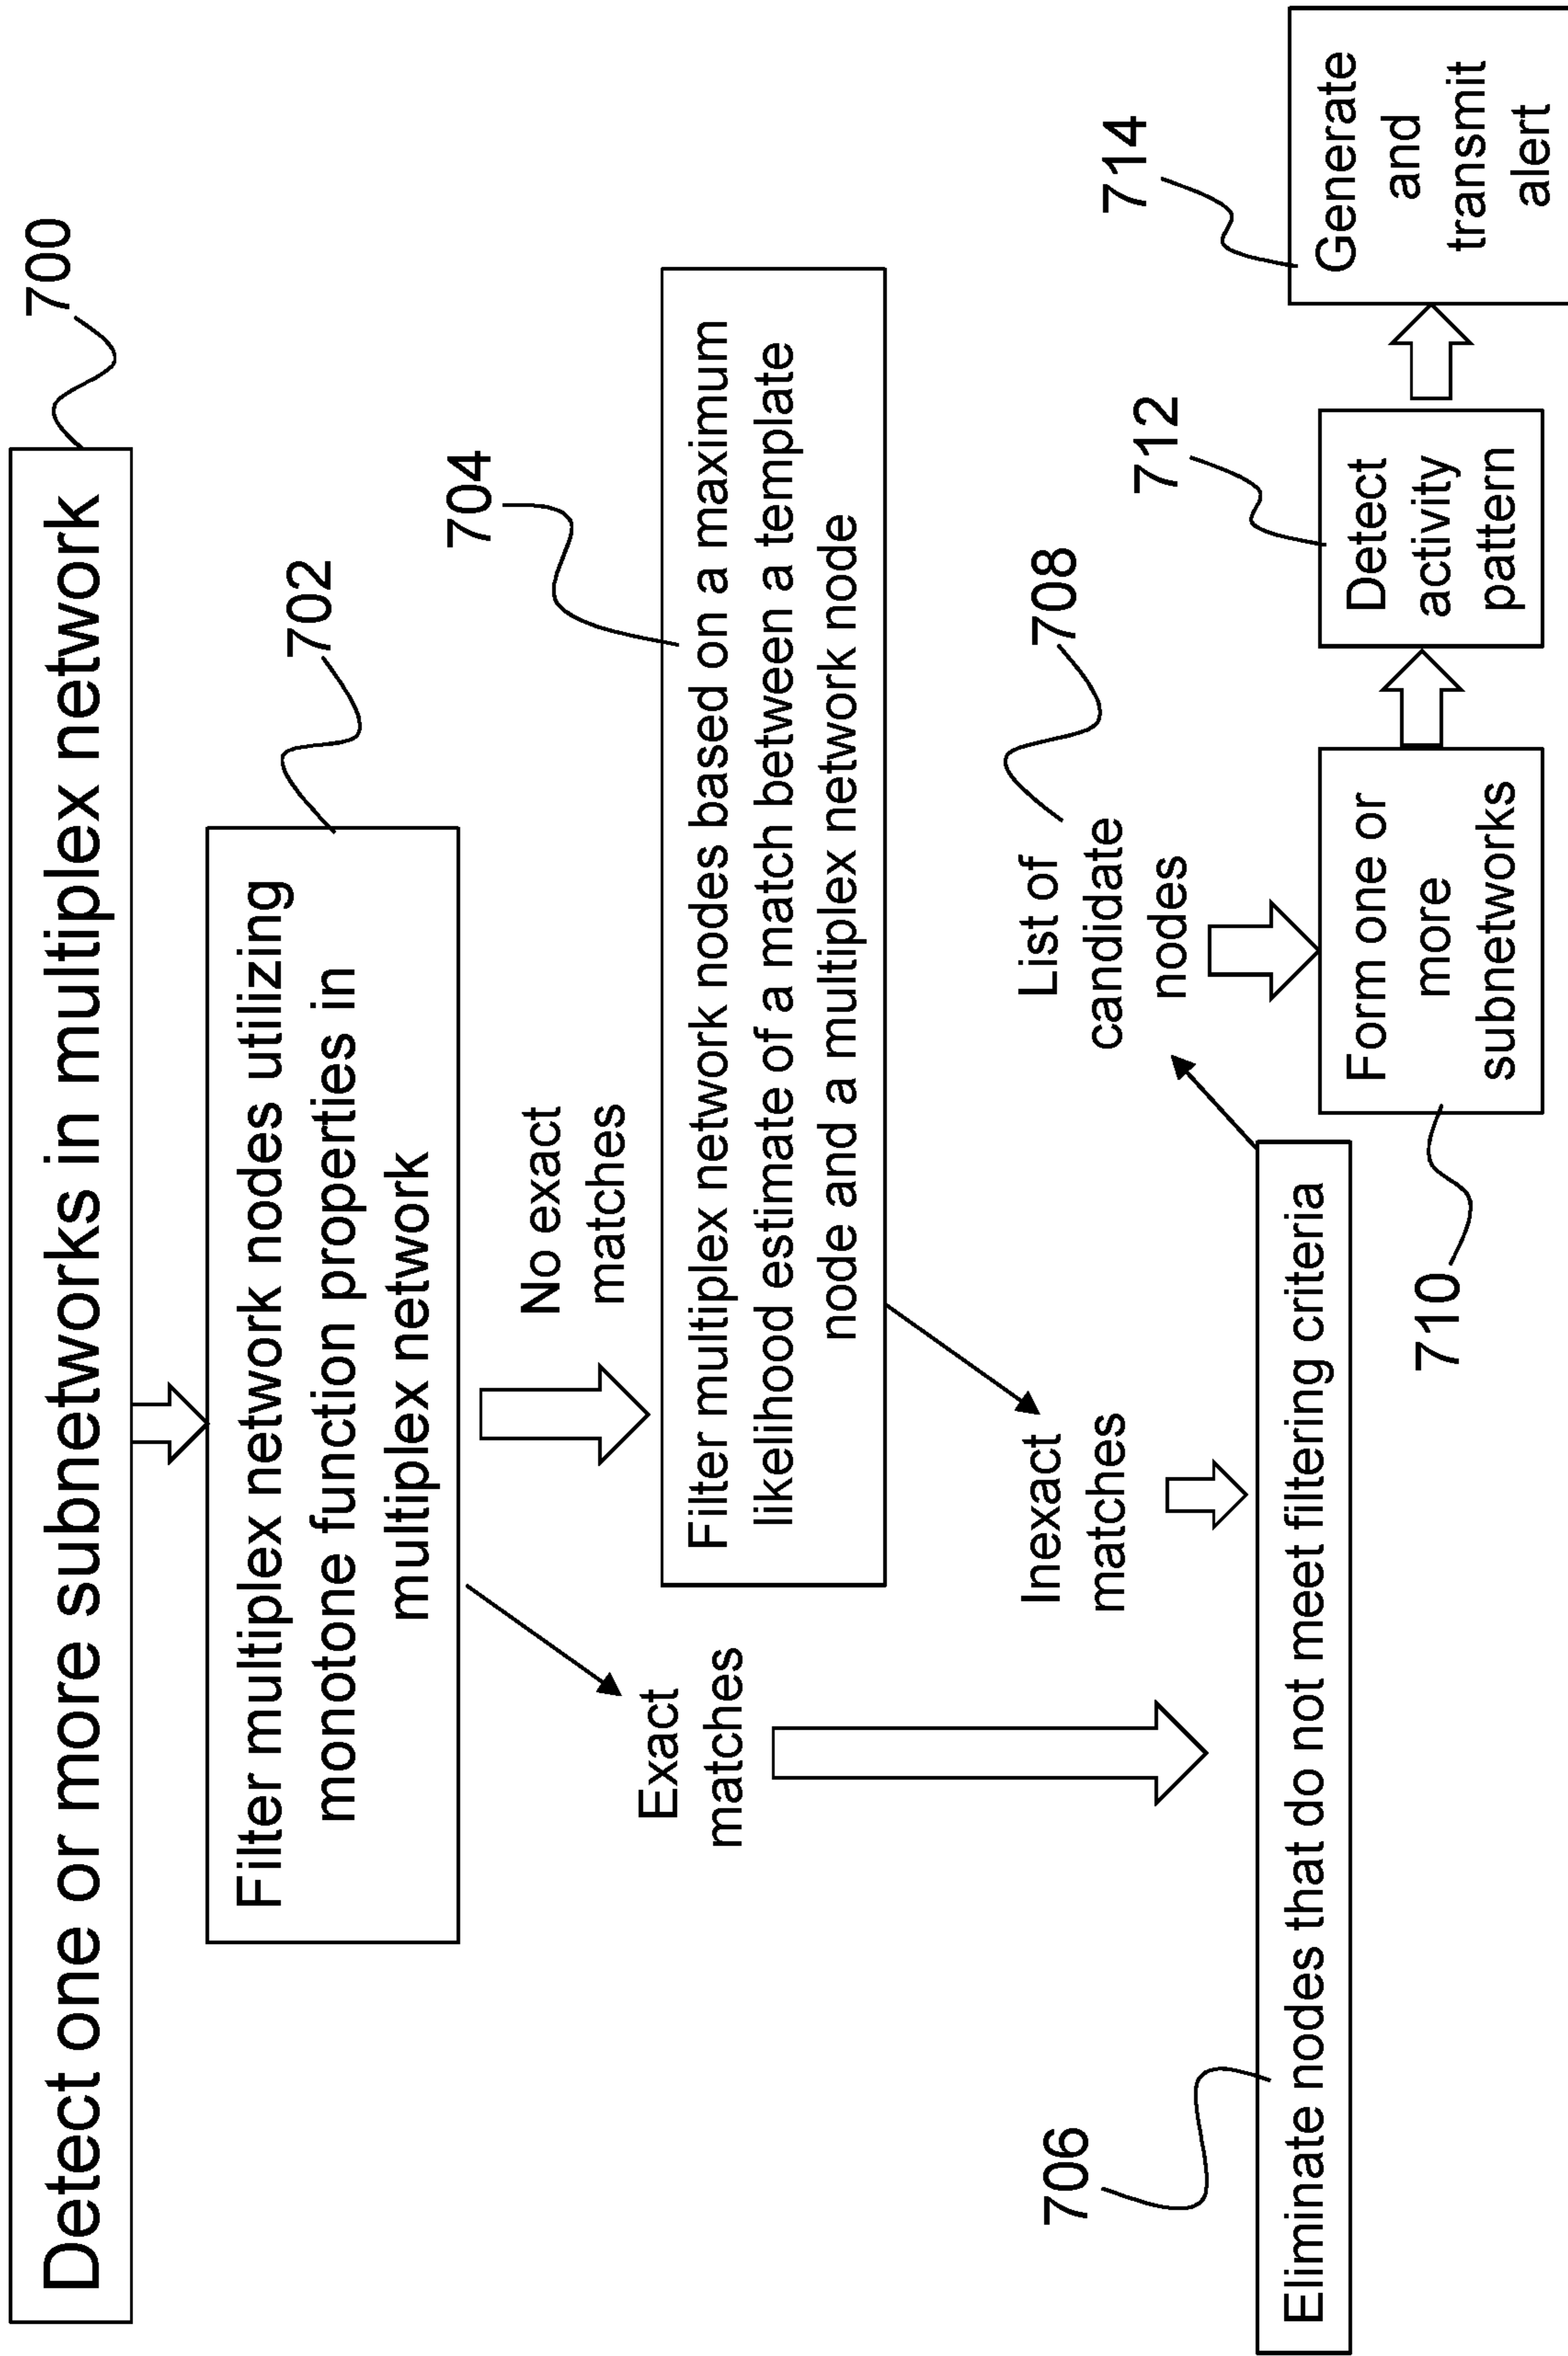 Detect one or more subnetworks in multiplex network
700
Filter multiplex network nodes utilizing
monotone function properties in
multiplex network
702
No exact
matches
Exact
matches
704
Filter multiplex network nodes based on a maximum
likelihood estimate of a match between a template
node and a multiplex network node
Inexact
matches
706
Eliminate nodes that do not meet filtering criteria
List of
candidate
nodes
708
Form one or
more
subnetworks
710
Detect
activity
pattern
712
Generate
and
transmit
alert
714